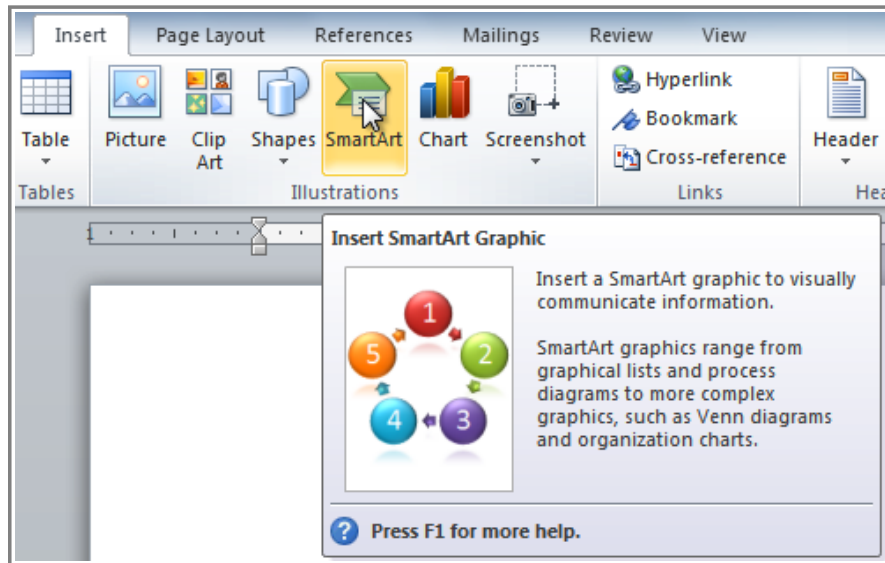 Insert Page Layout References Mailings Review View
Table
Picture
Clip
Art
Shapes
SmartArt
Chart
Screenshot
Hyperlink
Bookmark
Cross-reference
Header
Tables Illustrations Links
1
Insert SmartArt Graphic
1
2
3
4
5
Insert a SmartArt graphic to visually
communicate information.
SmartArt graphics range from
graphical lists and process
diagrams to more complex
graphics, such as Venn diagrams
and organization charts.
? Press F1 for more help.